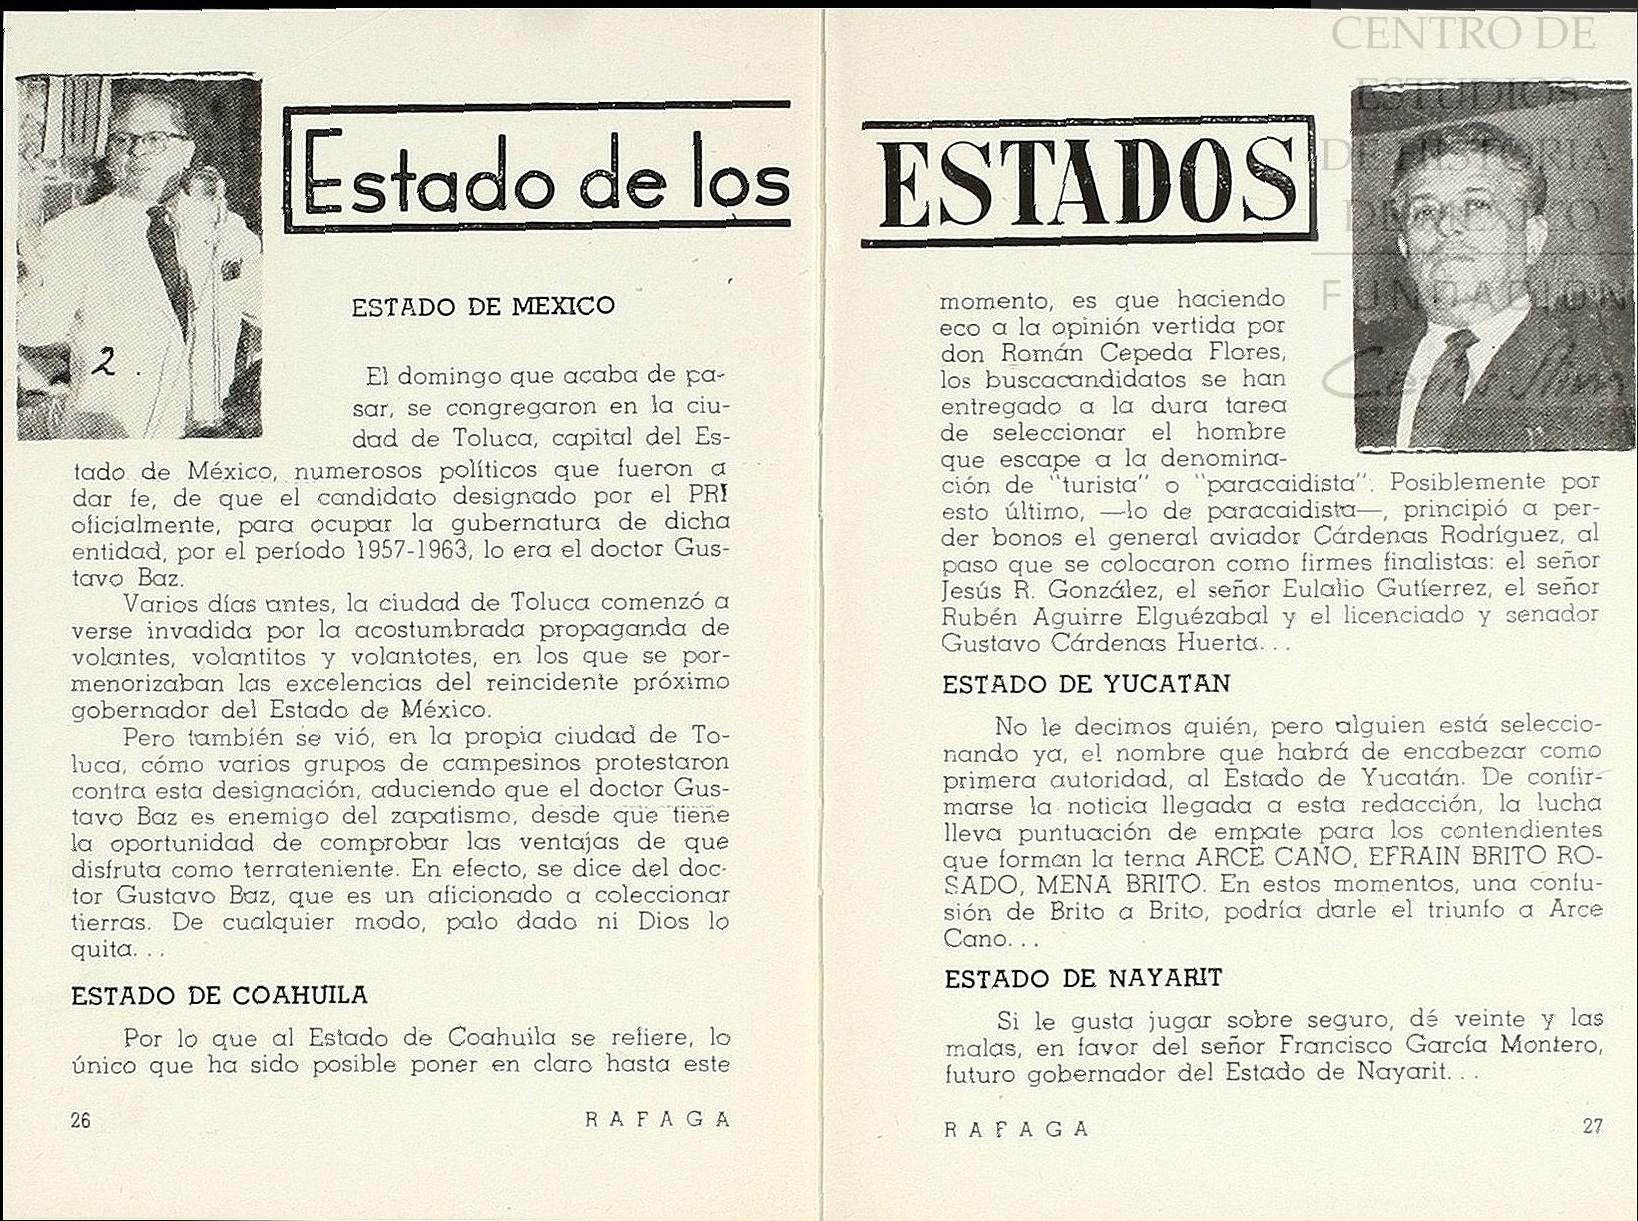 Estado de los
ESTADOS
2.
ESTADO DE MEXICO
El domingo que acaba de pa-
sar, se congregaron en la ciu-
dad de Toluca, capital del Es-
tado de México, numerosos políticos que fueron a
dar fe, de que el candidato designado por el PRI
oficialmente, para ocupar la gubernatura de dicha
entidad, por el período 1957-1963, lo era el doctor Gus-
tavo Baz.
Varios días antes, la ciudad de Toluca comenzó a
verse invadida por la acostumbrada propaganda de
volantes, volantitos y volantotes, en los que se por-
menorizaban las excelencias del reincidente próximo
gobernador del Estado de México.
Pero también se vió, en la propia ciudad de To-
luca, cómo varios grupos de campesinos protestaron
contra esta designación, aduciendo que el doctor Gus-
tavo Baz es enemigo del zapatismo, desde que tiene
la oportunidad de comprobar las ventajas de que
disfruta como terrateniente. En efecto, se dice del doc-
tor Gustavo Baz, que es un aficionado a coleccionar
tierras. De cualquier modo, palo dado ni Dios lo
quita...
ESTADO DE COAHUILA
Por lo que al Estado de Coahuila se refiere, lo
único que ha sido posible poner en claro hasta este
26
RAFAGA
momento, es que haciendo
eco a la opinión vertida por
don Román Cepeda Flores,
los buscacandidatos se han
entregado a la dura tarea
de seleccionar el hombre
que escape a la denomina-
ción de "turista" o "paracaidista". Posiblemente por
esto último, —lo de paracaidista—, principió a per-
der bonos el general aviador Cárdenas Rodríguez, al
paso que se colocaron como firmes finalistas: el señor
Jesús R. González, el señor Eulalio Gutíerrez, el señor
Rubén Aguirre Elguézabal y el licenciado y senador
Gustavo Cárdenas Huerta...
ESTADO DE YUCATAN
No le decimos quién, pero alguien está seleccio-
nando ya, el nombre que habrá de encabezar como
primera autoridad, al Estado de Yucatán. De confir-
marse la noticia llegada a esta redacción, la lucha
lleva puntuación de empate para los contendientes
que forman la terna ARCE CANO, EFRAIN BRITO RO-
SADO, MENA BRITO. En estos momentos, una confu-
sión de Brito a Brito, podría darle el triunfo a Arce
Cano...
ESTADO DE NAYARIT
Si le gusta jugar sobre seguro, dé veinte y las
malas, en favor del señor Francisco García Montero,
futuro gobernador del Estado de Nayarit...
RAFAGA
27
CENTRO DE
ESTUDIOS
DE HISTORIA
DE MÉXICO
FUNDACIÓN